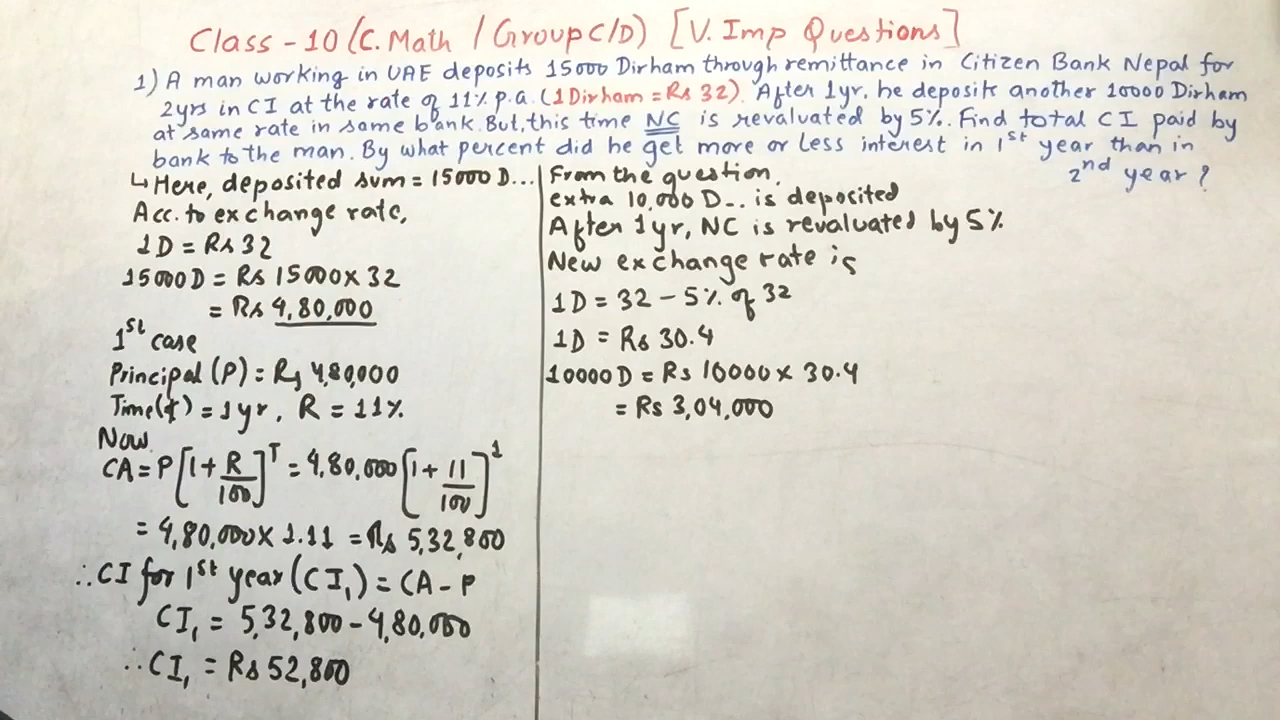 Class - 10 (C. Math / Group C/D) [V. Imp Questions]
1) A man working in UAE deposits 15000 Dirham through remittance in Citizen Bank Nepal for
2yrs in CI at the rate of 11% p.a. (1 Dirham = Rs 32). After 1yr. he deposits another 10000 Dirham
at same rate in same bank. But, this time NC is revaluated by 5%. Find total CI paid by
bank to the man. By what percent did he get more or less interest in 1st year than in
2nd year?
↳ Here, deposited sum = 15000 D...
Acc. to exchange rate,
1D = Rs 32
15000 D = Rs 15000 x 32
= Rs 4,80,000
1st case
Principal (P) = Rs 4,80,000
Time(t) = 1 yr, R = 11%
Now
CA = P [1 + R/100]^T = 4,80,000 [1 + 11/100]^1
= 4,80,000 x 1.11 = Rs 5,32,800
∴ CI for 1st year (CI₁) = CA - P
CI₁ = 5,32,800 - 4,80,000
∴ CI₁ = Rs 52,800
From the question,
extra 10,000 D.. is deposited
After 1 yr, NC is revaluated by 5%
New exchange rate is
1D = 32 - 5% of 32
1D = Rs 30.4
10000 D = Rs 10000 x 30.4
= Rs 3,04,000